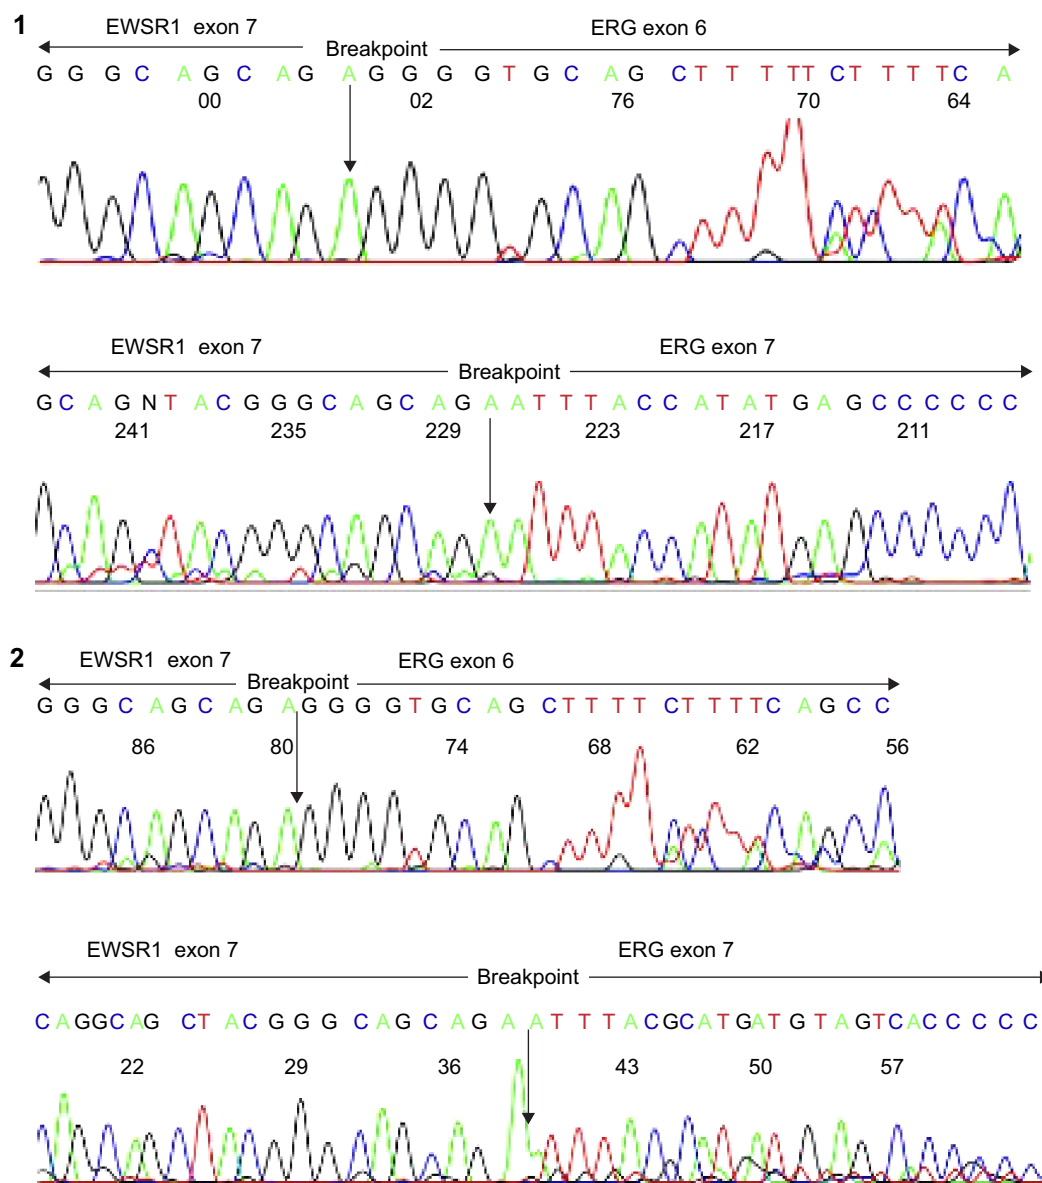 1
EWSR1 exon 7 Breakpoint ERG exon 6
G G G C A G C A G A G G G G T G C A G C T T T T T C T T T T C A
00 02 76 70 64
EWSR1 exon 7 Breakpoint ERG exon 7
G C A G N T A C G G G C A G C A G A A T T T A C C A T A T G A G C C C C C C
241 235 229 223 217 211
2
EWSR1 exon 7 Breakpoint ERG exon 6
G G G C A G C A G A G G G G T G C A G C T T T T C T T T T C A G C C
86 80 74 68 62 56
EWSR1 exon 7 Breakpoint ERG exon 7
C A G G C A G C T A C G G G C A G C A G A A T T T A C G C A T G A T G T A G T C A C C C C C
22 29 36 43 50 57